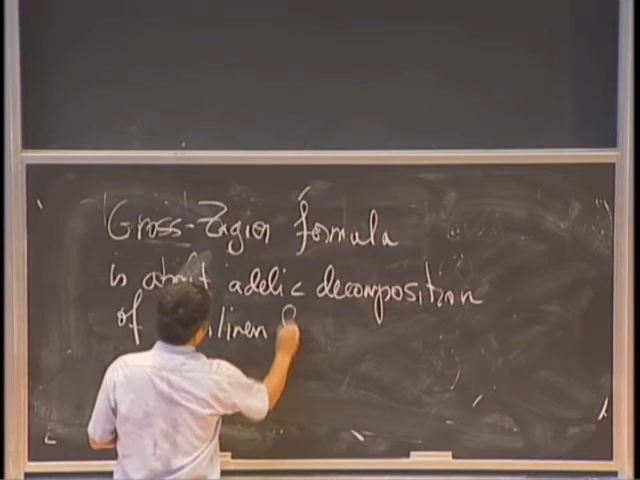 Gross-Zagier formula
is about adelic decomposition
of